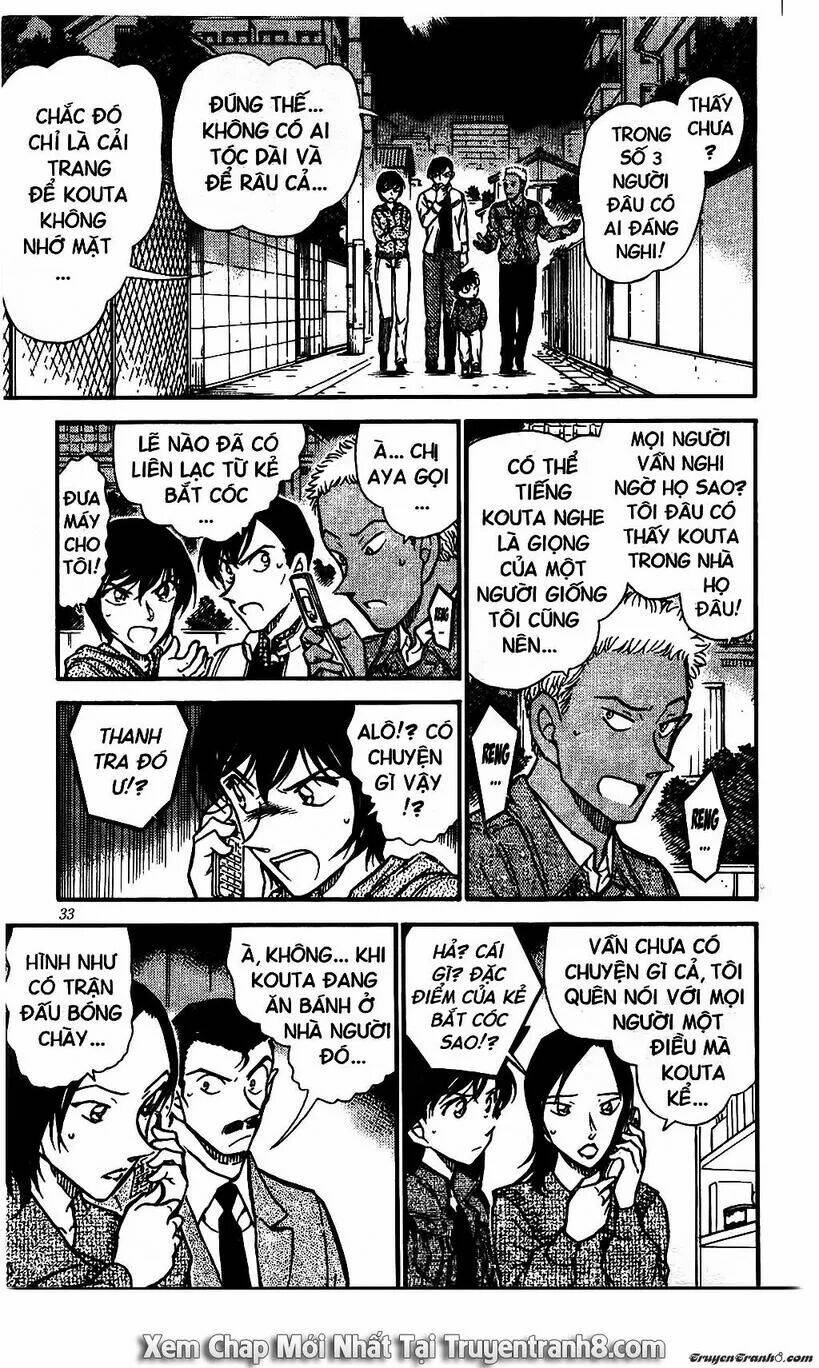 THẤY
CHƯA
?
TRONG
SỐ 3
NGƯỜI
ĐÂU CÓ
AI ĐÁNG
NGHI!
ĐÚNG THẾ...
KHÔNG CÓ AI
TÓC DÀI VÀ
ĐỂ RÂU CẢ...
CHẮC ĐÓ
CHỈ LÀ CẢI
TRANG
ĐỂ KOUTA
KHÔNG
NHỚ MẶT
...
MỌI NGƯỜI
VẪN NGHI
NGỜ HỌ SAO?
TÔI ĐÂU CÓ
THẤY KOUTA
TRONG NHÀ
HỌ
ĐÂU!
CÓ THỂ
TIẾNG
KOUTA NGHE
LÀ GIỌNG
CỦA MỘT
NGƯỜI GIỐNG
TÔI CŨNG
NÊN...
RENG
...
RENG
...
RENG
...
À... CHỊ
AYA GỌI
...
LẼ NÀO ĐÃ CÓ
LIÊN LẠC TỪ KẺ
BẮT CÓC
...
ĐƯA
MÁY
CHO
TÔI!
ALÔ!? CÓ
CHUYỆN
GÌ VẬY
!?
THANH
TRA ĐÓ
Ư!?
33
VẪN CHƯA CÓ
CHUYỆN GÌ CẢ, TÔI
QUÊN NÓI VỚI MỌI
NGƯỜI MỘT
ĐIỀU MÀ
KOUTA
KỂ...
HẢ? CÁI
GÌ? ĐẶC
ĐIỂM CỦA KẺ
BẮT CÓC
SAO!?
À, KHÔNG... KHI
KOUTA ĐANG
ĂN BÁNH Ở
NHÀ NGƯỜI
ĐÓ...
HÌNH NHƯ
CÓ TRẬN
ĐẤU BÓNG
CHÀY...
Xem Chap Mới Nhất Tại Truyentranh8.com
TruyenTranh8.com